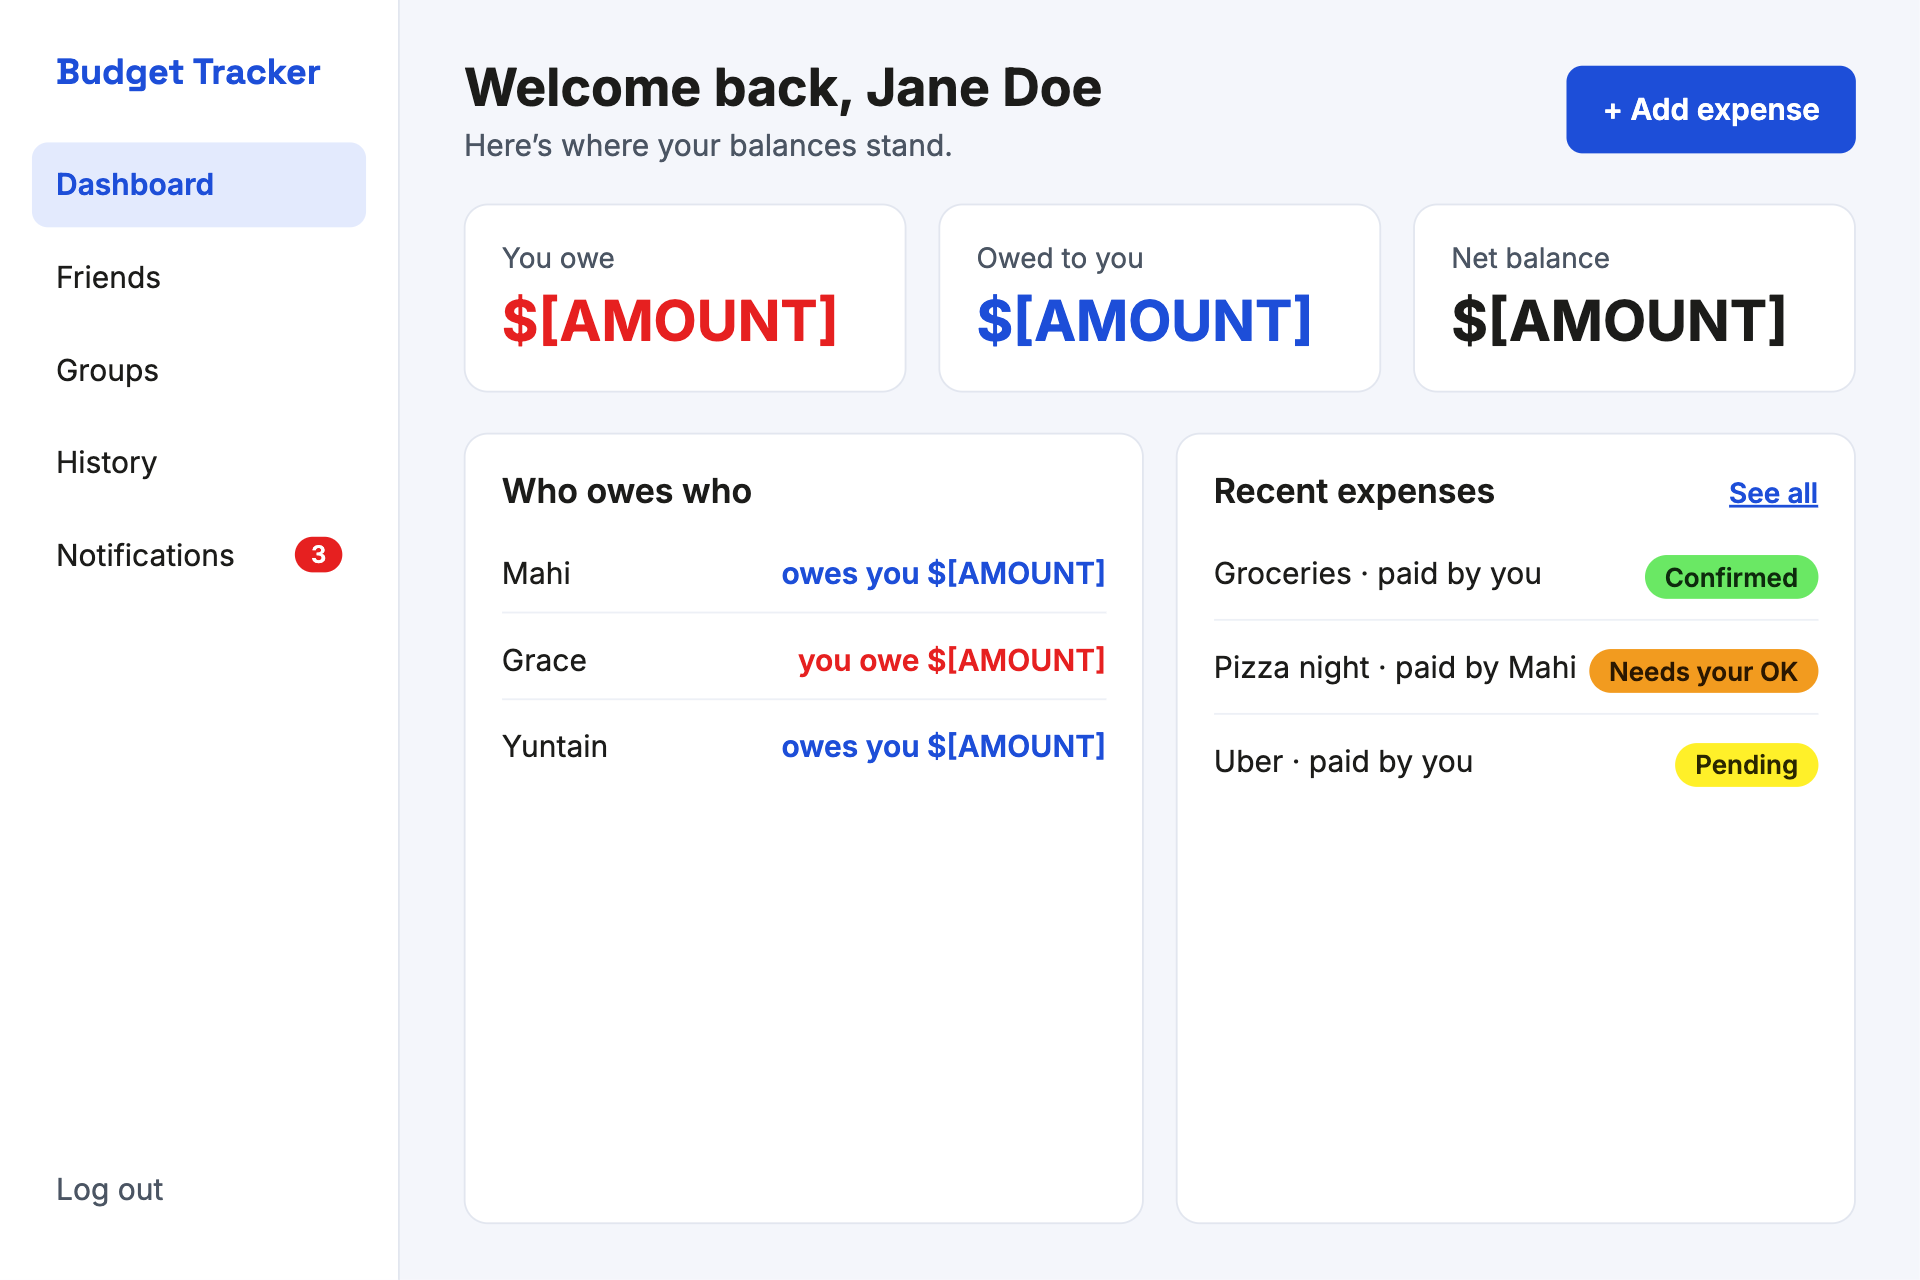 Budget Tracker
Dashboard
Friends
Groups
History
Notifications 3
Log out
Welcome back, Jane Doe
Here’s where your balances stand.
+ Add expense
You owe
$[AMOUNT]
Owed to you
$[AMOUNT]
Net balance
$[AMOUNT]
Who owes who
Mahi owes you $[AMOUNT]
Grace you owe $[AMOUNT]
Yuntain owes you $[AMOUNT]
Recent expenses See all
Groceries · paid by you Confirmed
Pizza night · paid by Mahi Needs your OK
Uber · paid by you Pending